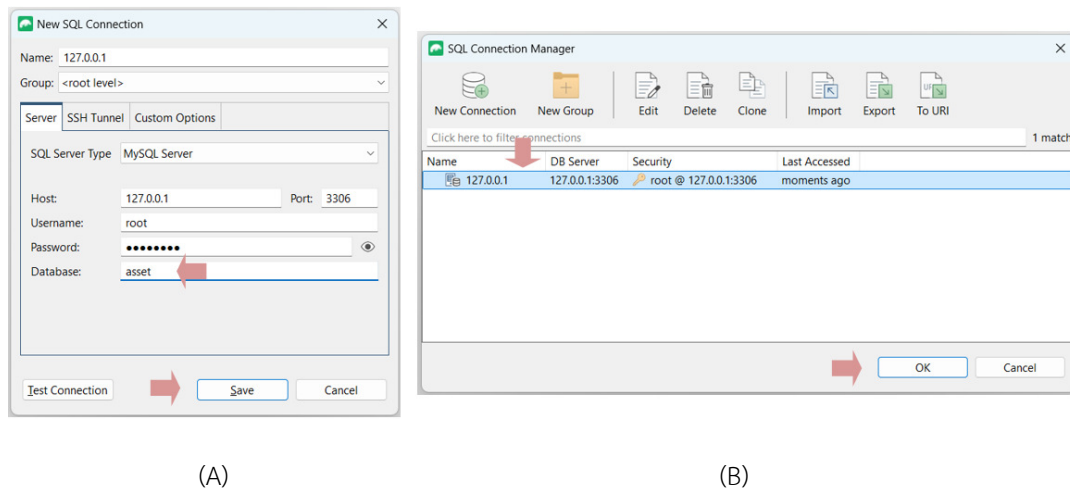 New SQL Connection
Name: 127.0.0.1
Group: <root level>
Server SSH Tunnel Custom Options
SQL Server Type MySQL Server
Host: 127.0.0.1 Port: 3306
Username: root
Password: ●●●●●●●●
Database: asset
Test Connection Save Cancel
(A)
SQL Connection Manager
New Connection New Group Edit Delete Clone Import Export To URI
Click here to filter connections 1 match
Name DB Server Security Last Accessed
127.0.0.1 127.0.0.1:3306 root @ 127.0.0.1:3306 moments ago
OK Cancel
(B)